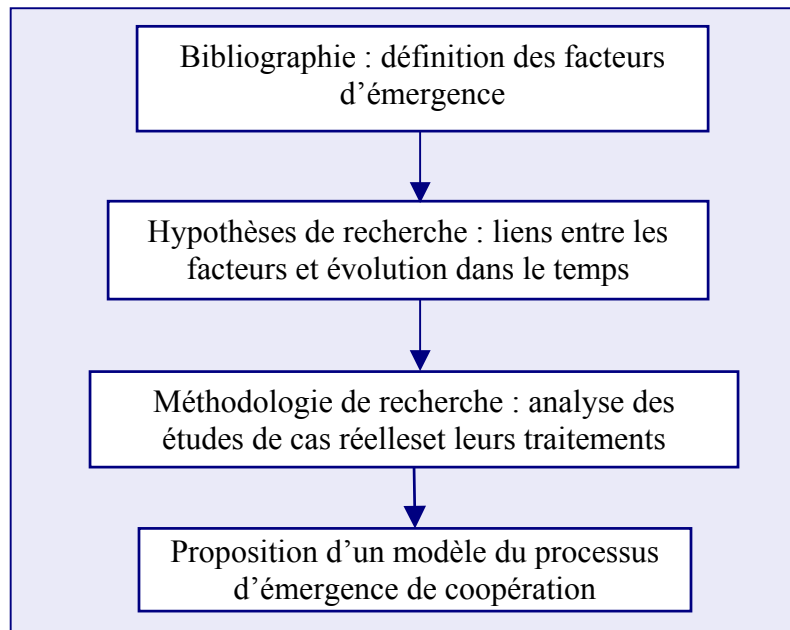 Bibliographie : définition des facteurs
d’émergence
Hypothèses de recherche : liens entre les
facteurs et évolution dans le temps
Méthodologie de recherche : analyse des
études de cas réelleset leurs traitements
Proposition d’un modèle du processus
d’émergence de coopération